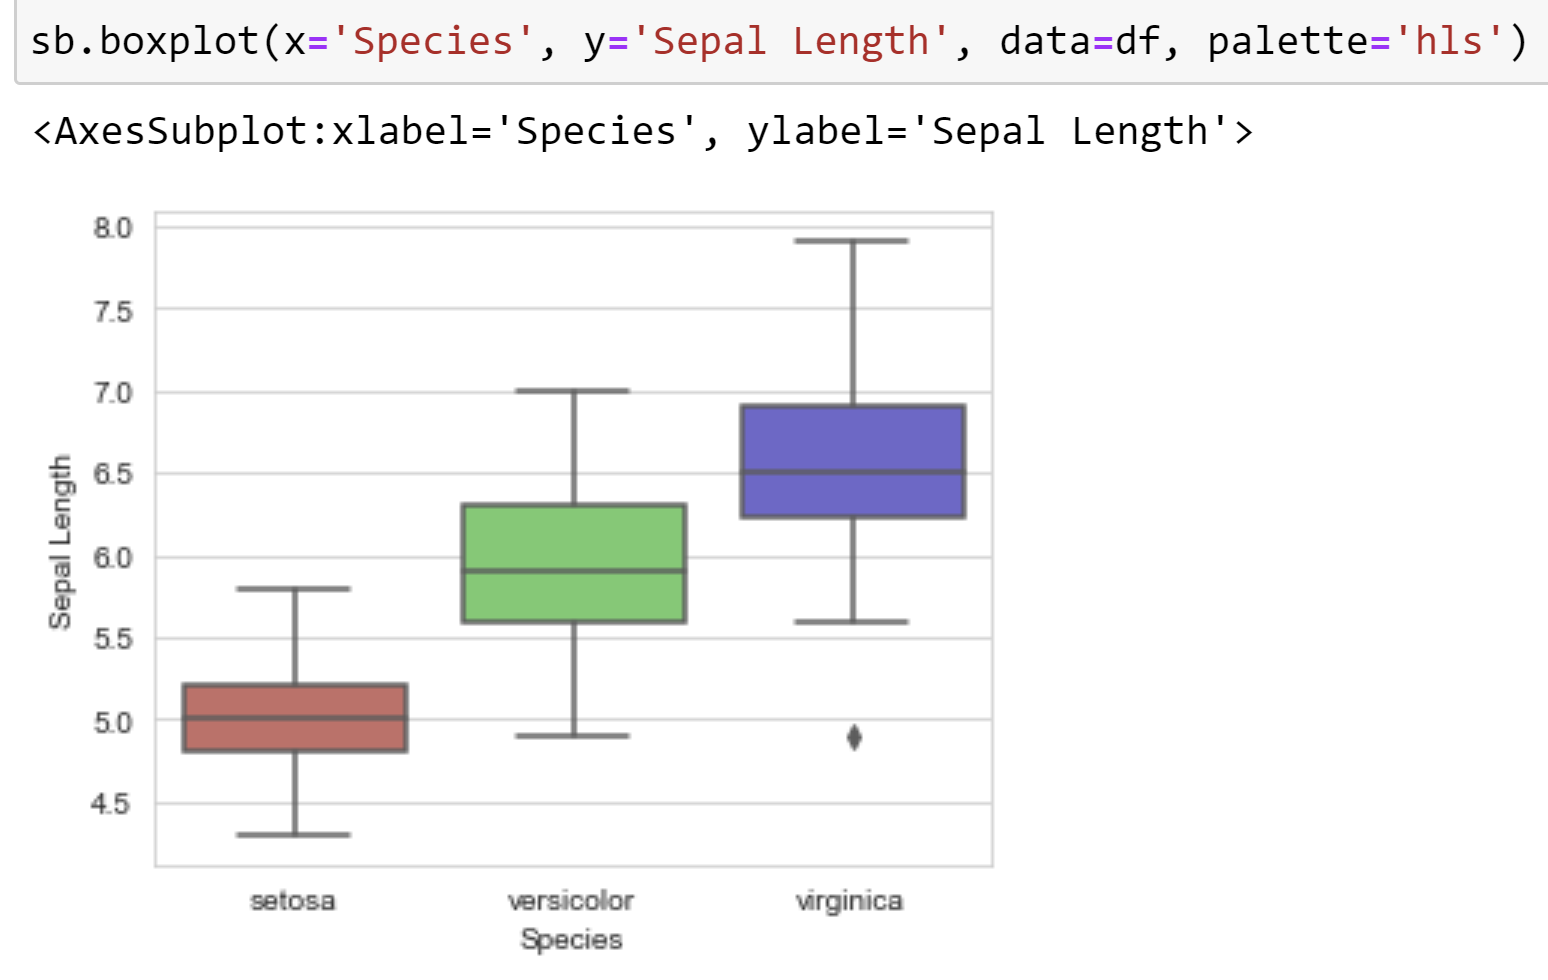 sb.boxplot(x='Species', y='Sepal Length', data=df, palette='hls')
<AxesSubplot:xlabel='Species', ylabel='Sepal Length'>
8.0
7.5
7.0
6.5
6.0
5.5
5.0
4.5
Sepal Length
setosa versicolor virginica
Species